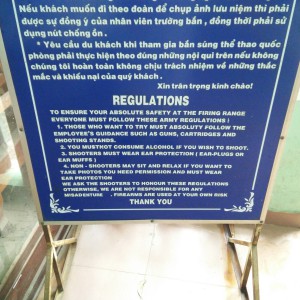 Nếu khách muốn đi theo đoàn để chụp ảnh lưu niệm thì phải
được sự đồng ý của nhân viên trường bắn , đồng thời phải sử
dụng nút chống ồn .
* Yêu cầu du khách khi tham gia bắn súng thể thao quốc
phòng phải thực hiện theo đúng những nội qui trên nếu không
chúng tôi hoàn toàn không chịu trách nhiệm về những thắc
mắc và khiếu nại của quý khách .
Xin trân trọng kính chào!
REGULATIONS
TO ENSURE YOUR ABSOLUTE SAFETY AT THE FIRING RANGE
EVERYONE MUST FOLLOW THESE ARMY REGULATIONS (
1. THOSE WHO WANT TO TRY MUST ABSOLUTLY FOLLOW THE
EMPLOYEE'S GUIDANCE SUCH AS GUNS, CARTRIDGES AND
SHOOTING STANDS.
2. YOU MUSTNOT CONSUME ALCOHOL IF YOU WISH TO SHOOT.
3. SHOOTERS MUST WEAR EAR PROTECTION ( EAR-PLUGS OR
EAR MUFFS )
4. NON - SHOOTERS MAY SIT AND RELAX IF YOU WANT TO
TAKE PHOTOS YOU NEED PERMISSION AND MUST WEAR
EAR PROTECTION
WE ASK THE SHOOTERS TO HONOUR THESE REGULATIONS
OTHERWISE, WE ARE NOT RESPONSIBLE FOR ANY
MISADVENTURE . FIREARMS ARE USED AT YOUR OWN RISK
THANK YOU